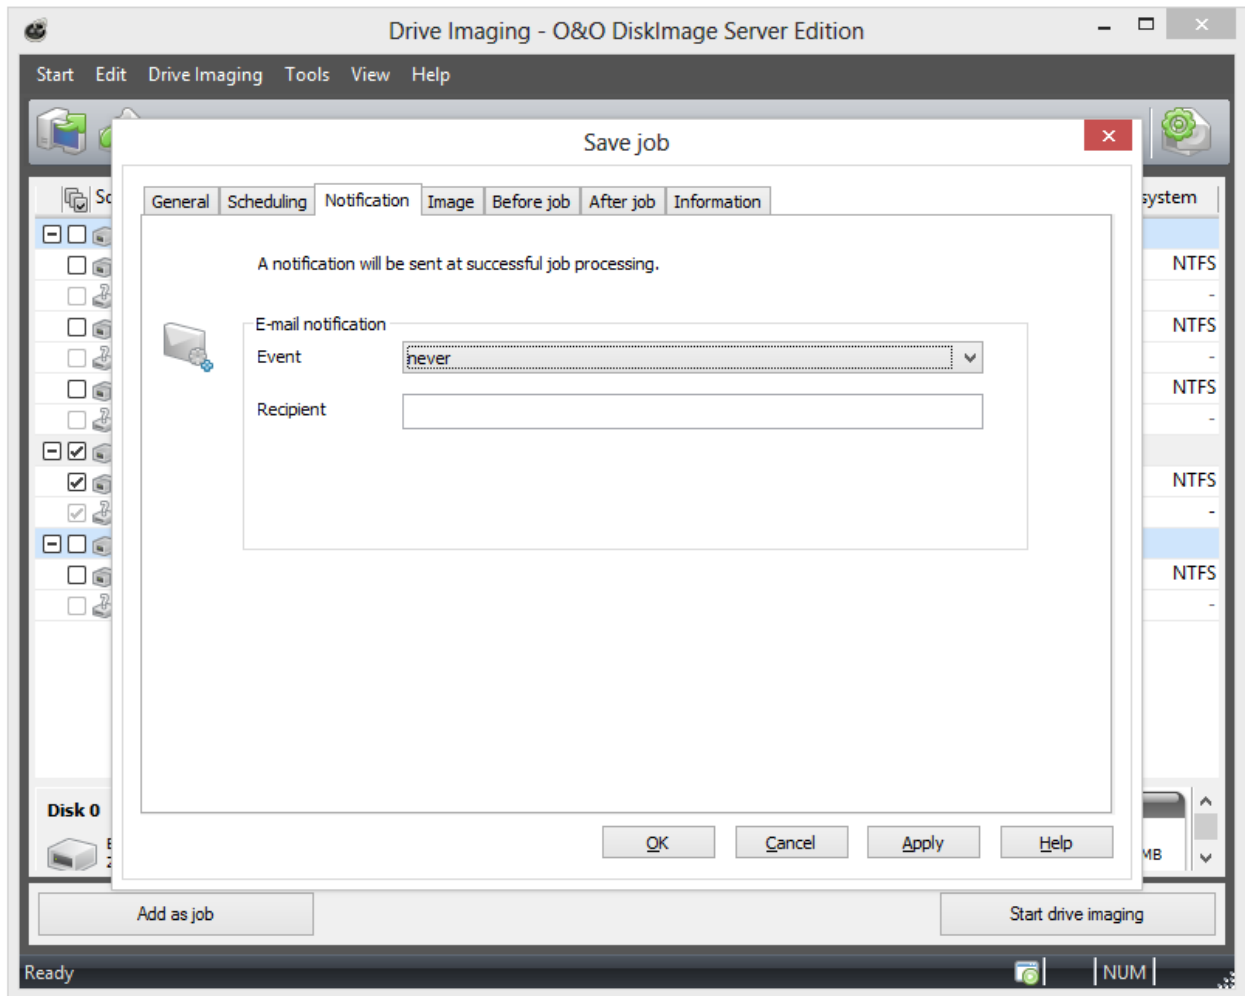 Drive Imaging - O&O DiskImage Server Edition
Start Edit Drive Imaging Tools View Help
Save job
General Scheduling Notification Image Before job After job Information
system
A notification will be sent at successful job processing.
NTFS
-
E-mail notification
NTFS
Event never
-
NTFS
Recipient
-
NTFS
-
NTFS
-
Disk 0
OK Cancel Apply Help
MB
Add as job Start drive imaging
Ready NUM